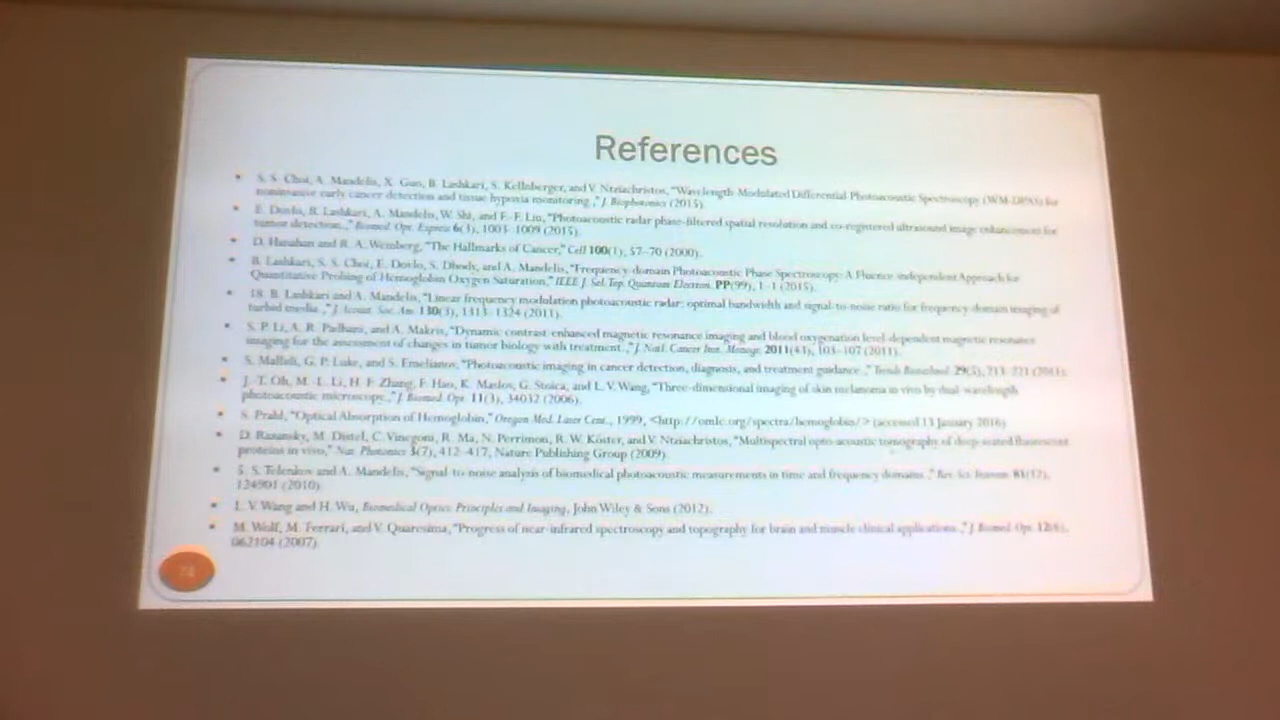 References
• S. S. Choi, A. Mandelis, X. Guo, B. Lashkari, S. Kellnberger, and V. Ntziachristos, "Wavelength-Modulated Differential Photoacoustic Spectroscopy (WM-DPAS) for
noninvasive early cancer detection and tissue hypoxia monitoring," J. Biophotonics (2015).
• E. Dovlo, B. Lashkari, A. Mandelis, W. Shi, and F.-F. Liu, "Photoacoustic radar phase-filtered spatial resolution and co-registered ultrasound image enhancement for
tumor detection.," Biomed. Opt. Express 6(3), 1003–1009 (2015).
• D. Hanahan and R. A. Weinberg, "The Hallmarks of Cancer," Cell 100(1), 57–70 (2000).
• B. Lashkari, S. S. Choi, E. Dovlo, S. Dhody, and A. Mandelis, "Frequency-domain Photoacoustic Phase Spectroscopy: A Fluence-independent Approach for
Quantitative Probing of Hemoglobin Oxygen Saturation," IEEE J. Sel. Top. Quantum Electron. PP(99), 1–1 (2015).
• 18. B. Lashkari and A. Mandelis, "Linear frequency modulation photoacoustic radar: optimal bandwidth and signal-to-noise ratio for frequency-domain imaging of
turbid media.," J. Acoust. Soc. Am. 130(3), 1313–1324 (2011).
• S. P. Li, A. R. Padhani, and A. Makris, "Dynamic contrast-enhanced magnetic resonance imaging and blood oxygenation level-dependent magnetic resonance
imaging for the assessment of changes in tumor biology with treatment.," J. Natl. Cancer Inst. Monogr. 2011(43), 103–107 (2011).
• S. Mallidi, G. P. Luke, and S. Emelianov, "Photoacoustic imaging in cancer detection, diagnosis, and treatment guidance.," Trends Biotechnol. 29(5), 213–221 (2011).
• J.-T. Oh, M.-L. Li, H. F. Zhang, F. Hao, K. Maslov, G. Stoica, and L. V. Wang, "Three-dimensional imaging of skin melanoma in vivo by dual-wavelength
photoacoustic microscopy.," J. Biomed. Opt. 11(3), 34032 (2006).
• S. Prahl, "Optical Absorption of Hemoglobin," Oregon Med. Laser Cent., 1999, <http://omlc.org/spectra/hemoglobin/> (accessed 13 January 2016).
• D. Razansky, M. Distel, C. Vinegoni, R. Ma, N. Perrimon, R. W. Köster, and V. Ntziachristos, "Multispectral opto-acoustic tomography of deep-seated fluorescent
proteins in vivo," Nat. Photonics 3(7), 412–417, Nature Publishing Group (2009).
• S. S. Telenkov and A. Mandelis, "Signal-to-noise analysis of biomedical photoacoustic measurements in time and frequency domains.," Rev. Sci. Instrum. 81(12),
124901 (2010).
• L. V. Wang and H. Wu, Biomedical Optics: Principles and Imaging, John Wiley & Sons (2012).
• M. Wolf, M. Ferrari, and V. Quaresima, "Progress of near-infrared spectroscopy and topography for brain and muscle clinical applications.," J. Biomed. Opt. 12(6),
062104 (2007).